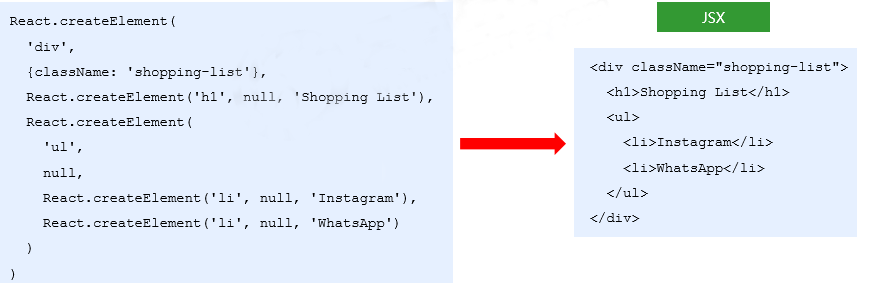 React.createElement(
'div',
{className: 'shopping-list'},
React.createElement('h1', null, 'Shopping List'),
React.createElement(
'ul',
null,
React.createElement('li', null, 'Instagram'),
React.createElement('li', null, 'WhatsApp')
)
)
JSX
<div className="shopping-list">
<h1>Shopping List</h1>
<ul>
<li>Instagram</li>
<li>WhatsApp</li>
</ul>
</div>